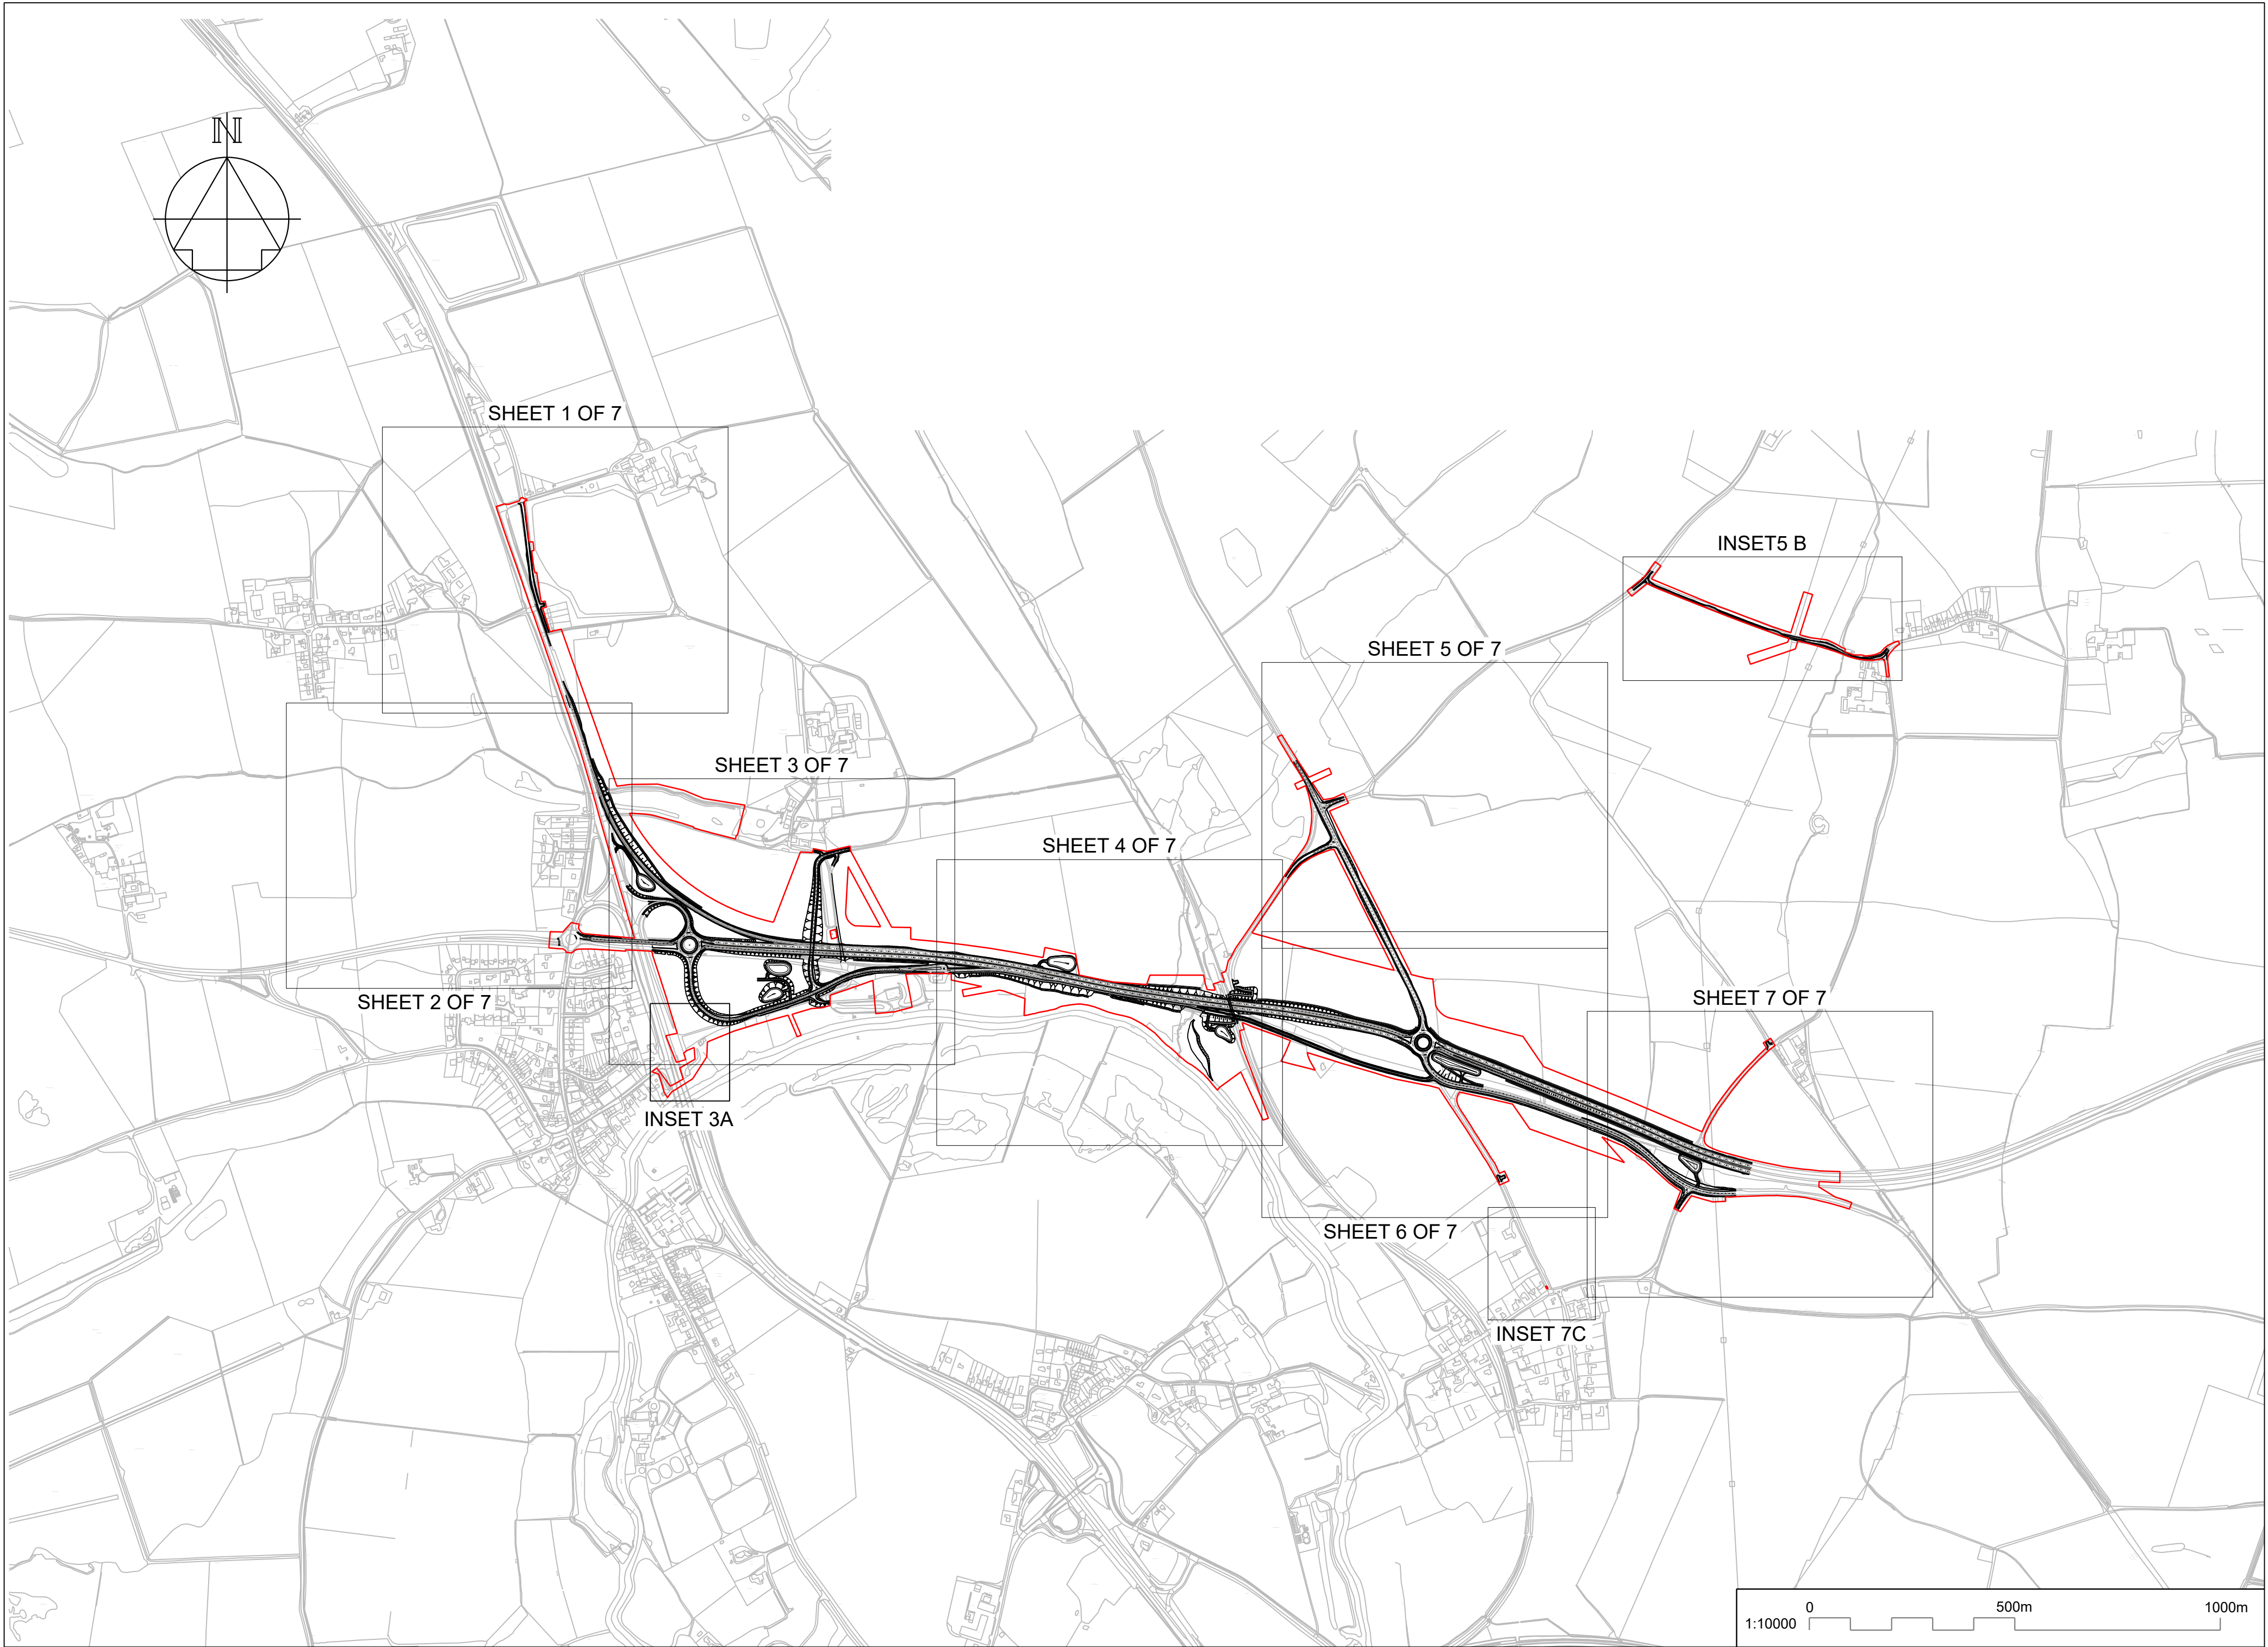 N
SHEET 1 OF 7
INSET5 B
SHEET 5 OF 7
SHEET 3 OF 7
SHEET 4 OF 7
SHEET 2 OF 7
SHEET 7 OF 7
INSET 3A
SHEET 6 OF 7
INSET 7C
1:10000
0
500m
1000m